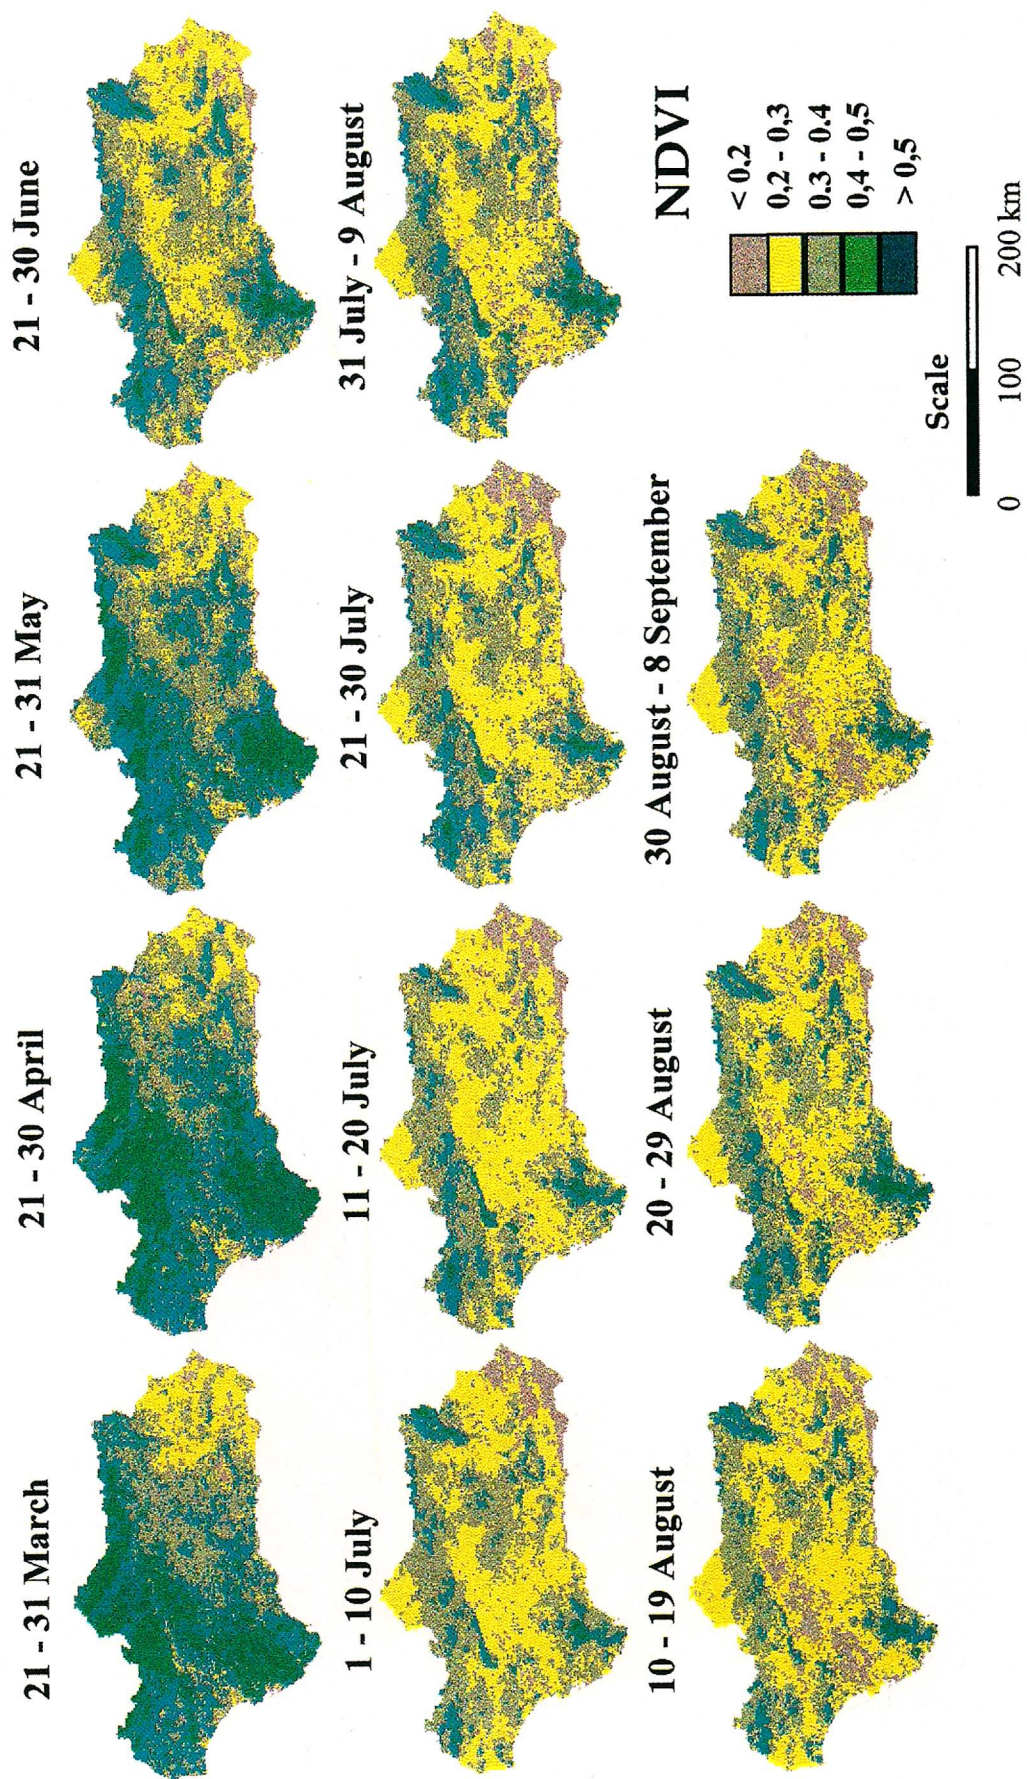 21 - 31 March
21 - 30 April
21 - 31 May
21 - 30 June
1 - 10 July
11 - 20 July
21 - 30 July
31 July - 9 August
10 - 19 August
20 - 29 August
30 August - 8 September
NDVI
< 0.2
0,2 - 0,3
0.3 - 0.4
0,4 - 0,5
> 0,5
Scale
0 100 200 km